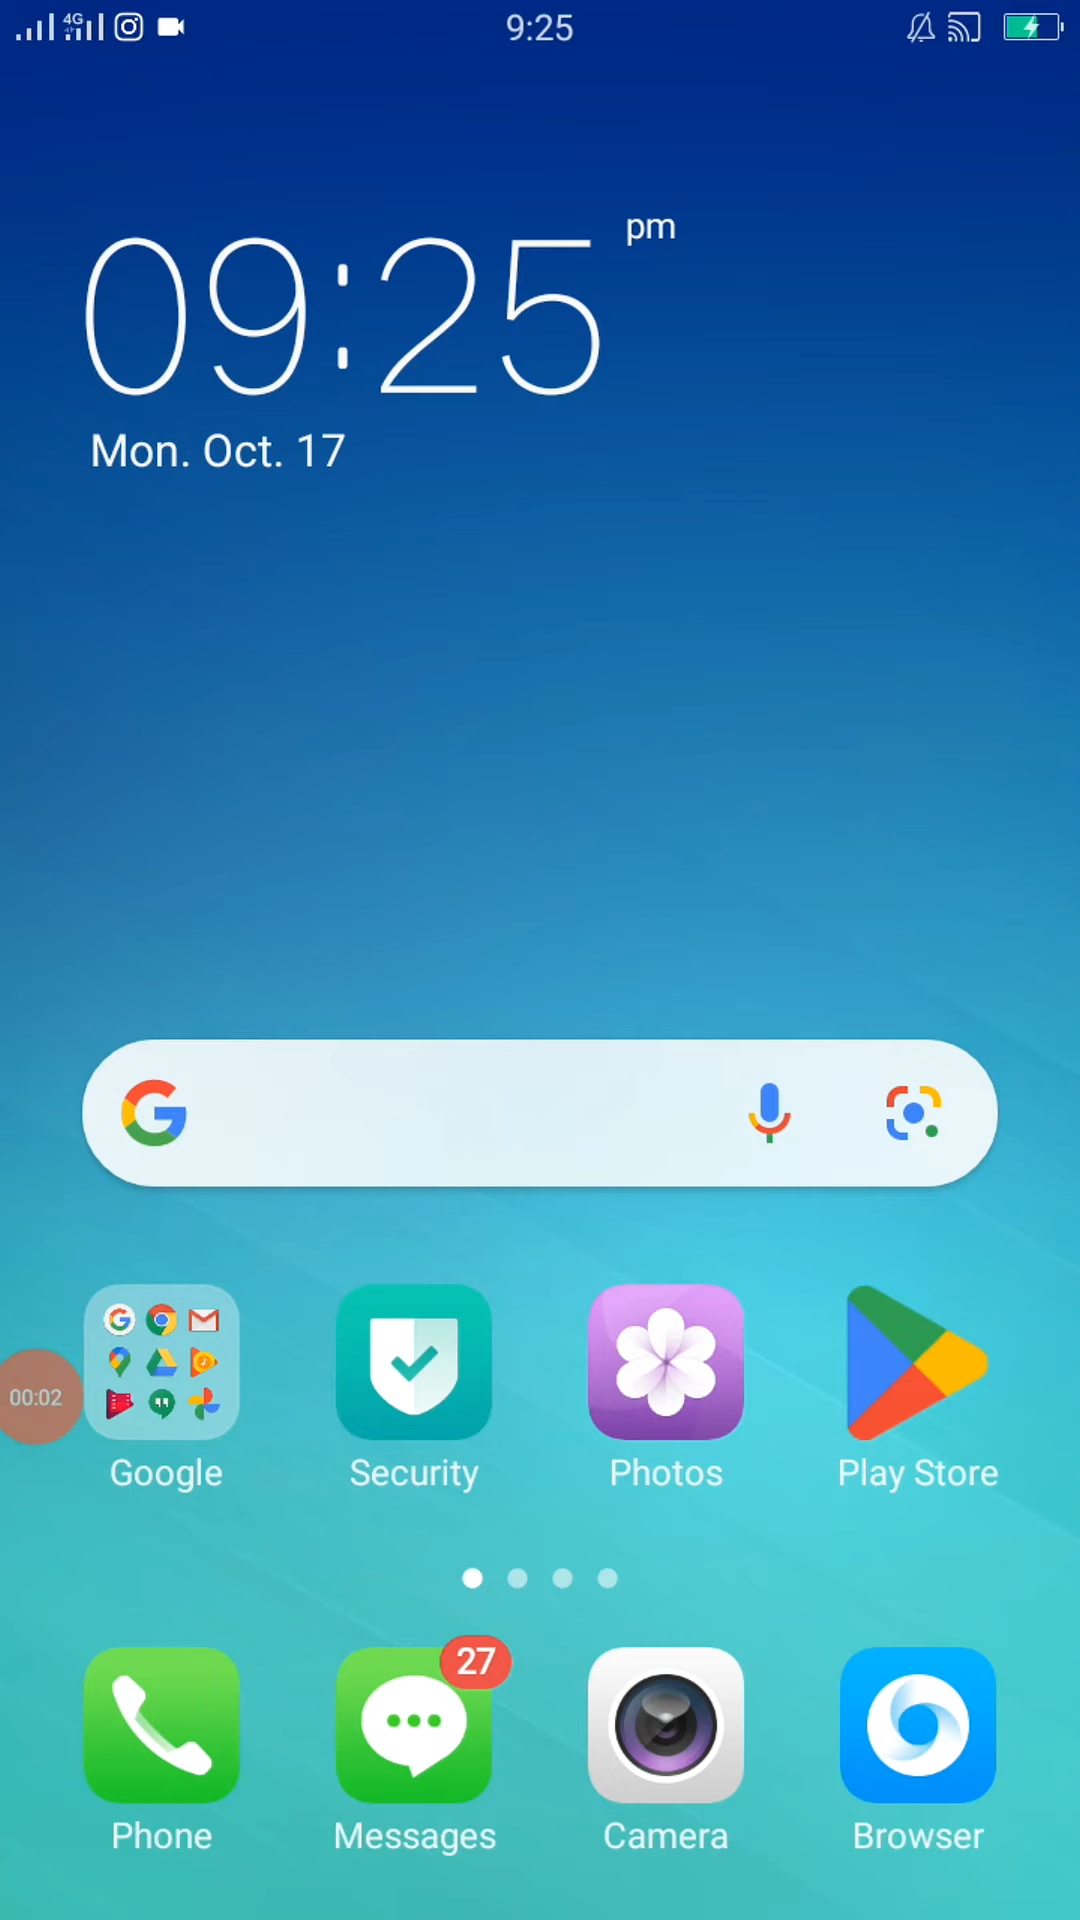 4G
9:25
09:25 pm
Mon. Oct. 17
00:02
Google Security Photos Play Store
27
Phone Messages Camera Browser